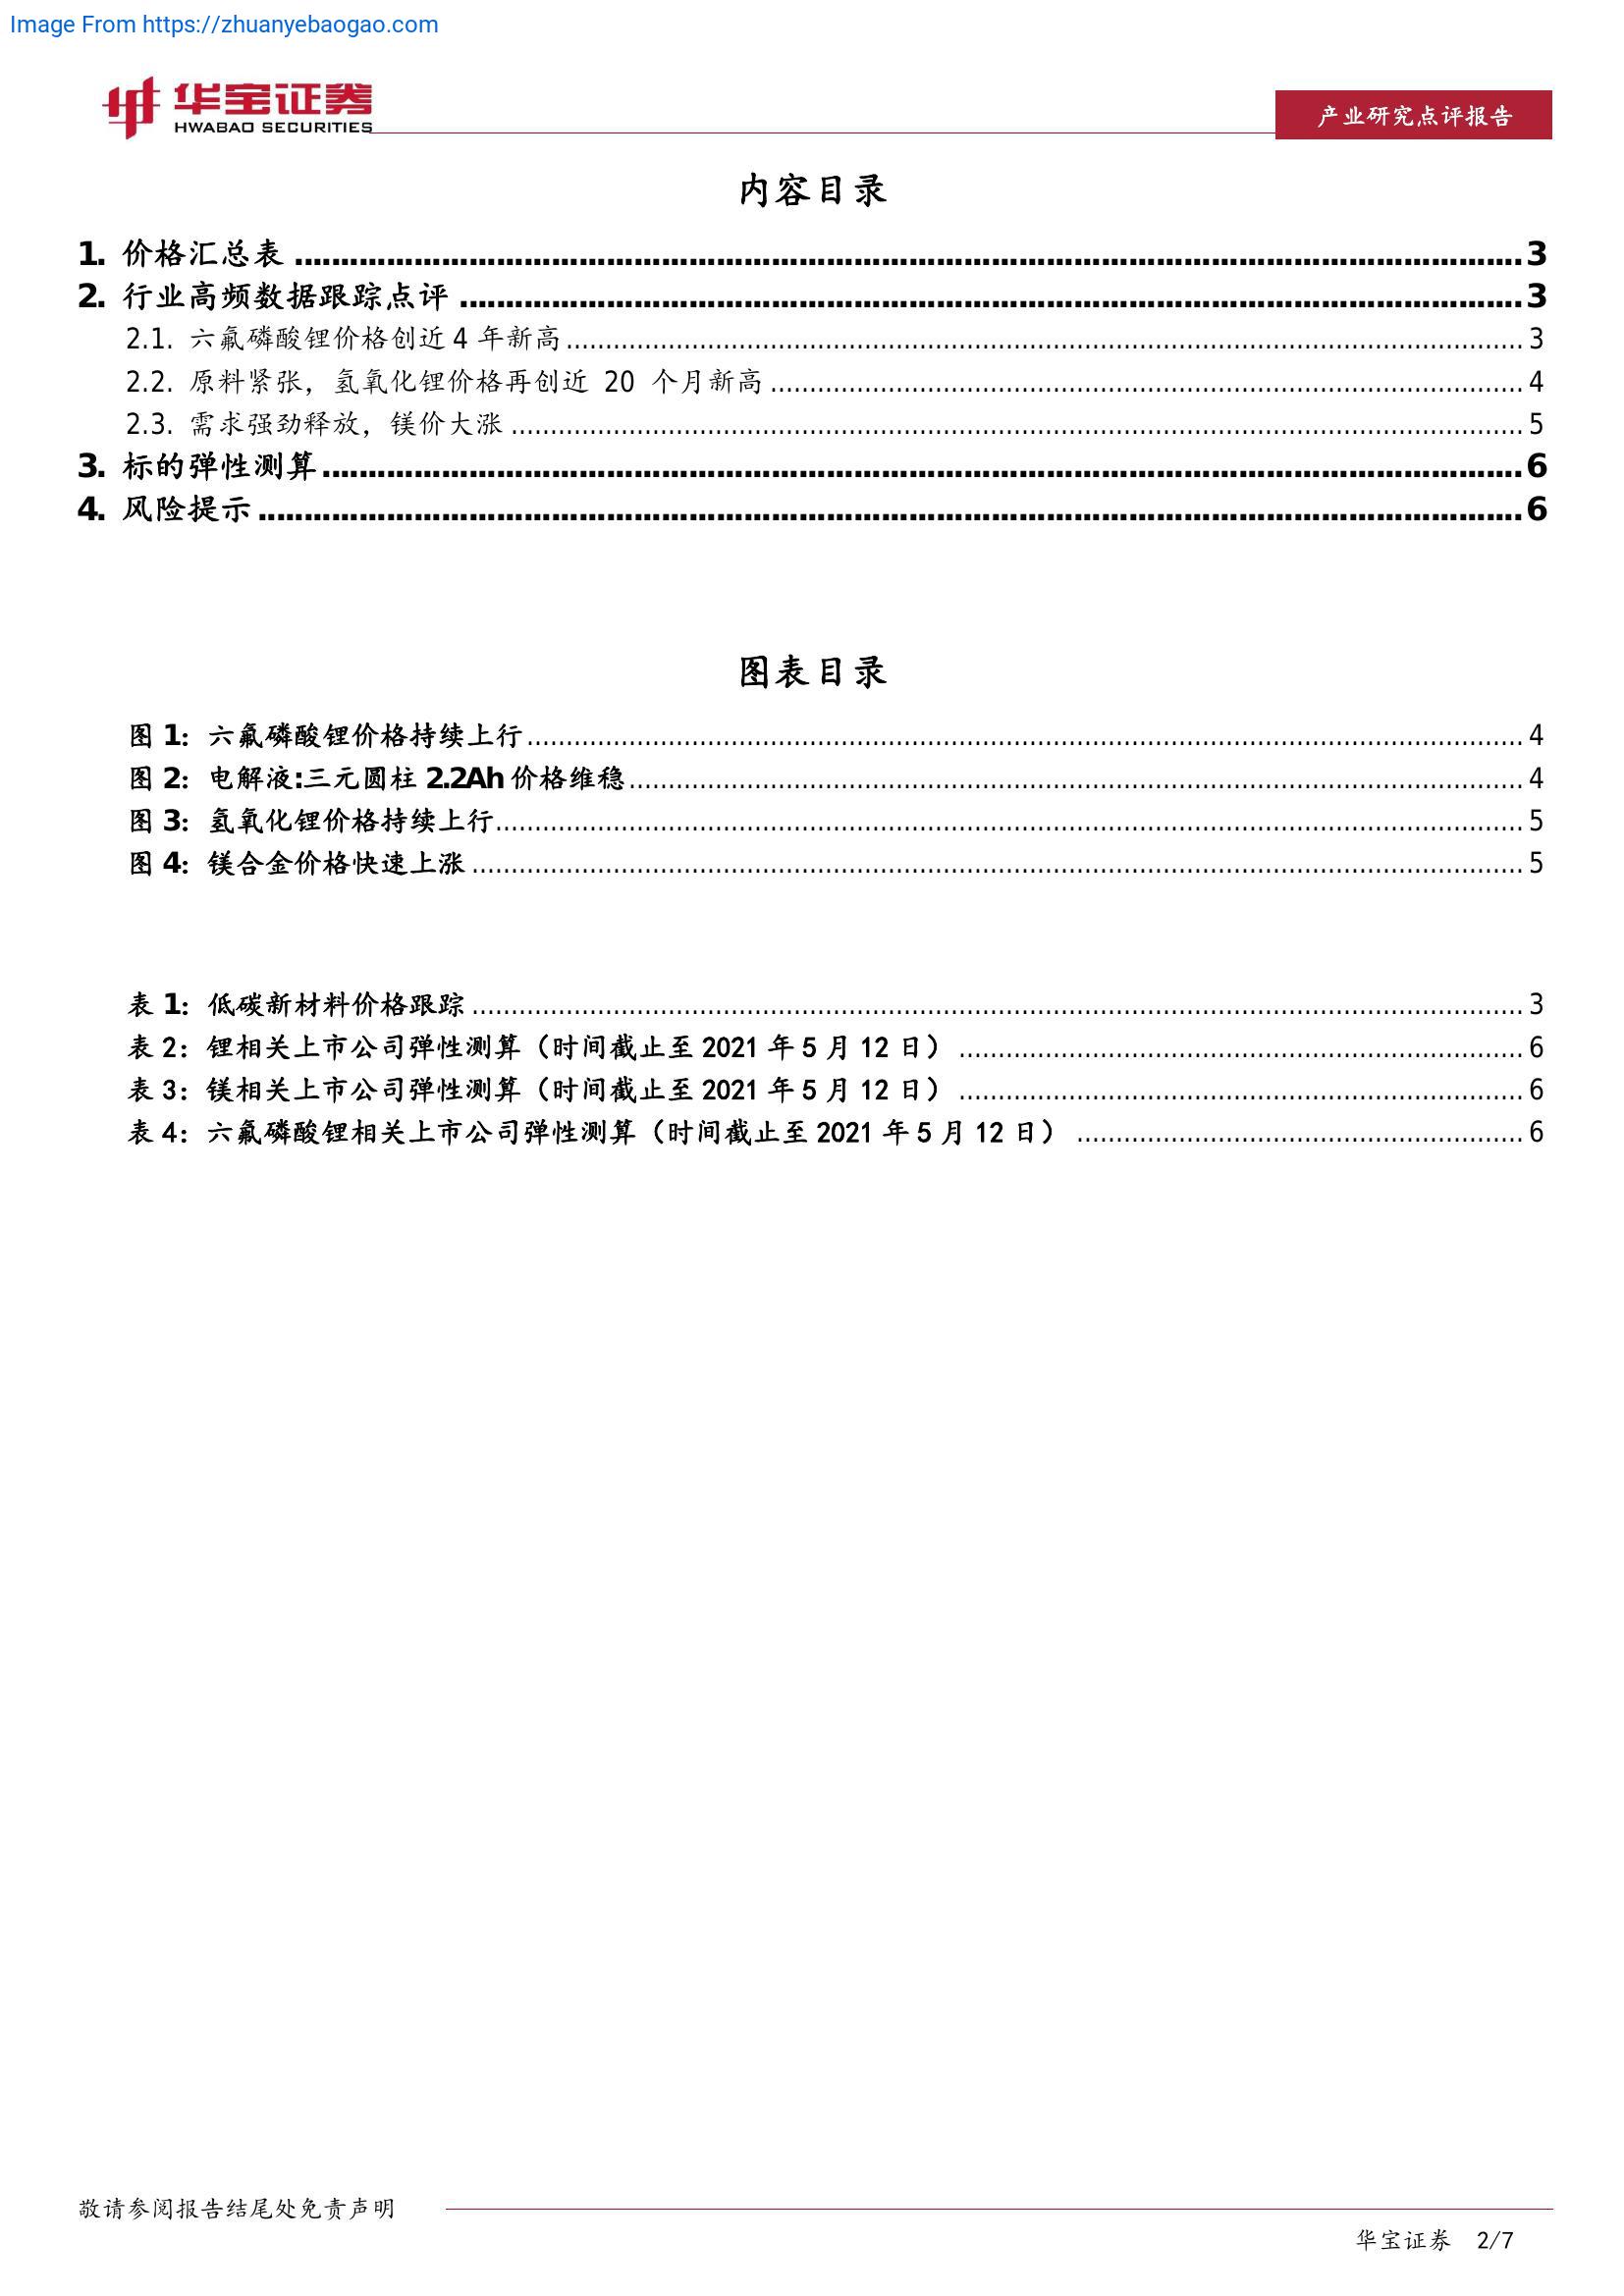 Image From https://zhuanyebaogao.com
华宝证券
HWABAO SECURITIES
产业研究点评报告
内容目录
1. 价格汇总表 ........ 3
2. 行业高频数据跟踪点评 ........ 3
2.1. 六氟磷酸锂价格创近 4 年新高 ........ 3
2.2. 原料紧张，氢氧化锂价格再创近 20 个月新高 ........ 4
2.3. 需求强劲释放，镁价大涨 ........ 5
3. 标的弹性测算 ........ 6
4. 风险提示 ........ 6
图表目录
图 1: 六氟磷酸锂价格持续上行 ........ 4
图 2: 电解液:三元圆柱 2.2Ah 价格维稳 ........ 4
图 3: 氢氧化锂价格持续上行 ........ 5
图 4: 镁合金价格快速上涨 ........ 5
表 1: 低碳新材料价格跟踪 ........ 3
表 2: 锂相关上市公司弹性测算（时间截止至 2021 年 5 月 12 日） ........ 6
表 3: 镁相关上市公司弹性测算（时间截止至 2021 年 5 月 12 日） ........ 6
表 4: 六氟磷酸锂相关上市公司弹性测算（时间截止至 2021 年 5 月 12 日） ........ 6
敬请参阅报告结尾处免责声明
华宝证券 2/7